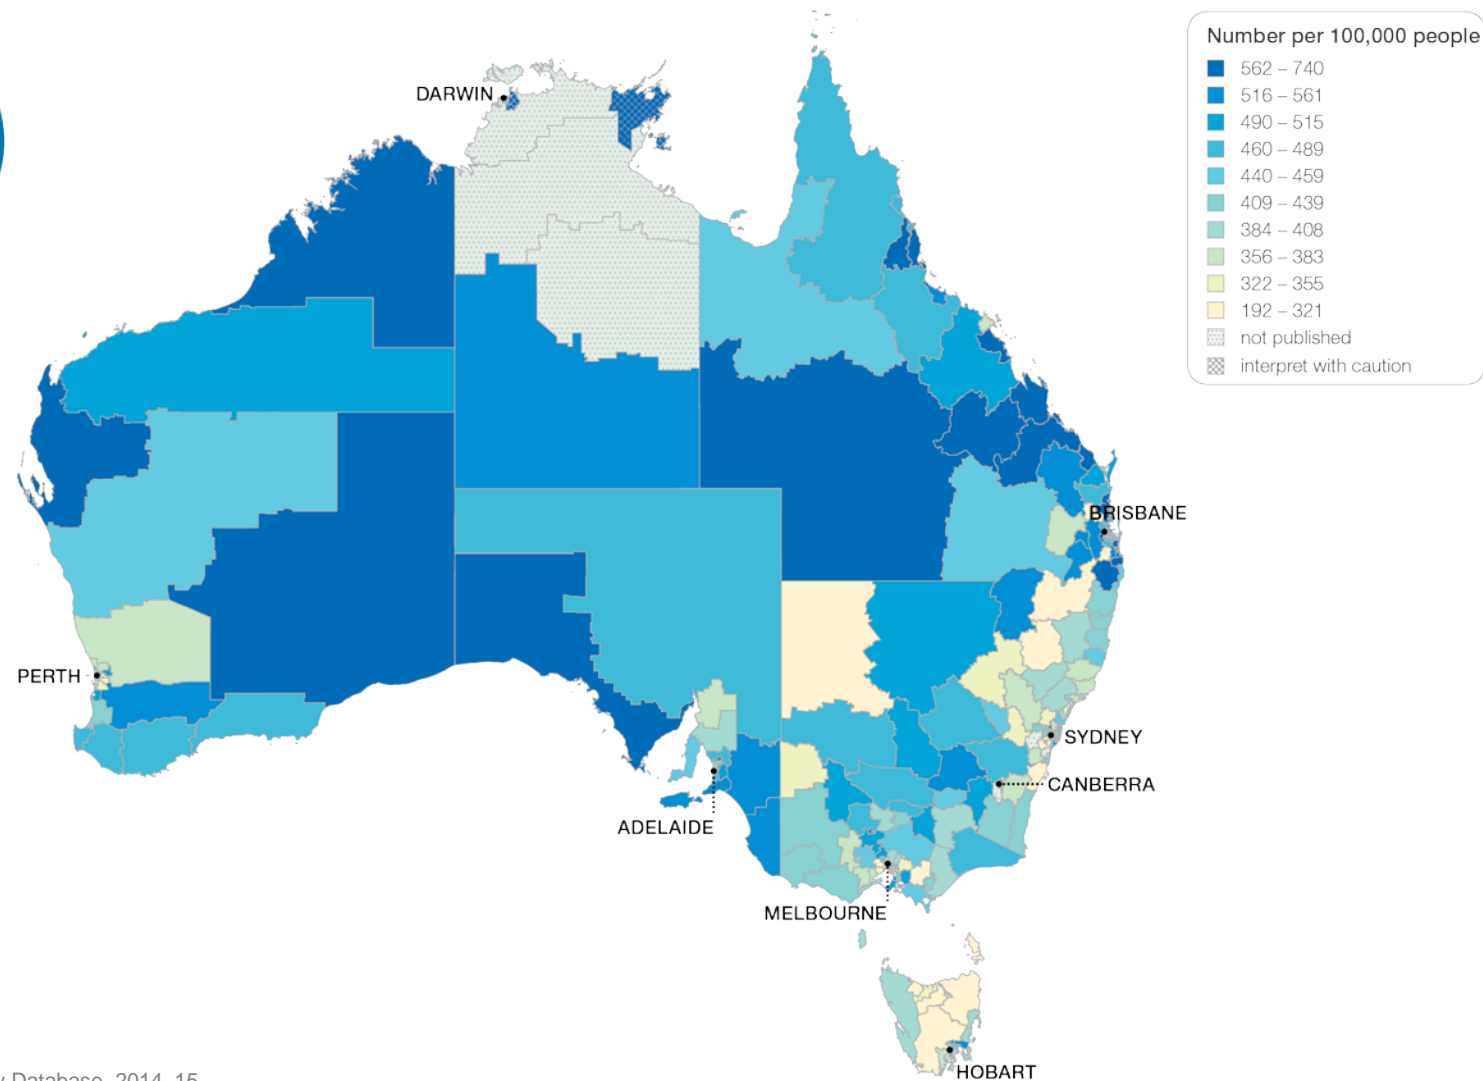 Number per 100,000 people
562 – 740
516 – 561
490 – 515
460 – 489
440 – 459
409 – 439
384 – 408
356 – 383
322 – 355
192 – 321
not published
interpret with caution
DARWIN
BRISBANE
PERTH
SYDNEY
CANBERRA
ADELAIDE
MELBOURNE
HOBART
Database, 2014–15